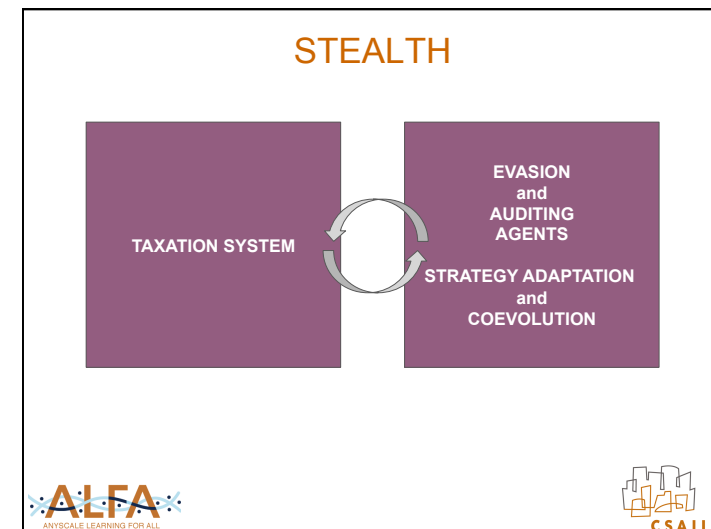 STEALTH
TAXATION SYSTEM
EVASION
and
AUDITING
AGENTS
STRATEGY ADAPTATION
and
COEVOLUTION
ALFA
ANYSCALE LEARNING FOR ALL
CSAIL